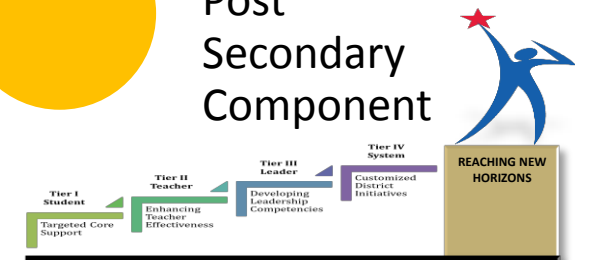 Post
Secondary
Component
Tier I
Student
Targeted Core
Support
Tier II
Teacher
Enhancing
Teacher
Effectiveness
Tier III
Leader
Developing
Leadership
Competencies
Tier IV
System
Customized
District
Initiatives
REACHING NEW
HORIZONS